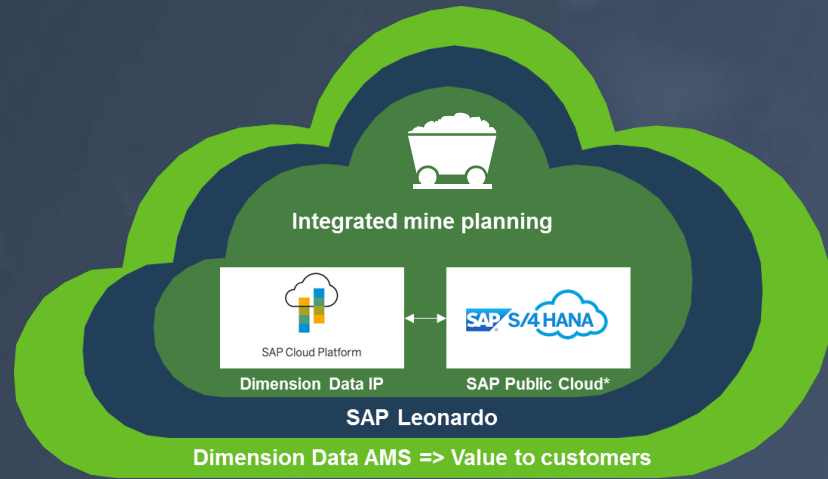 Integrated mine planning
SAP Cloud Platform
SAP S/4HANA
Dimension Data IP
SAP Public Cloud*
SAP Leonardo
Dimension Data AMS => Value to customers